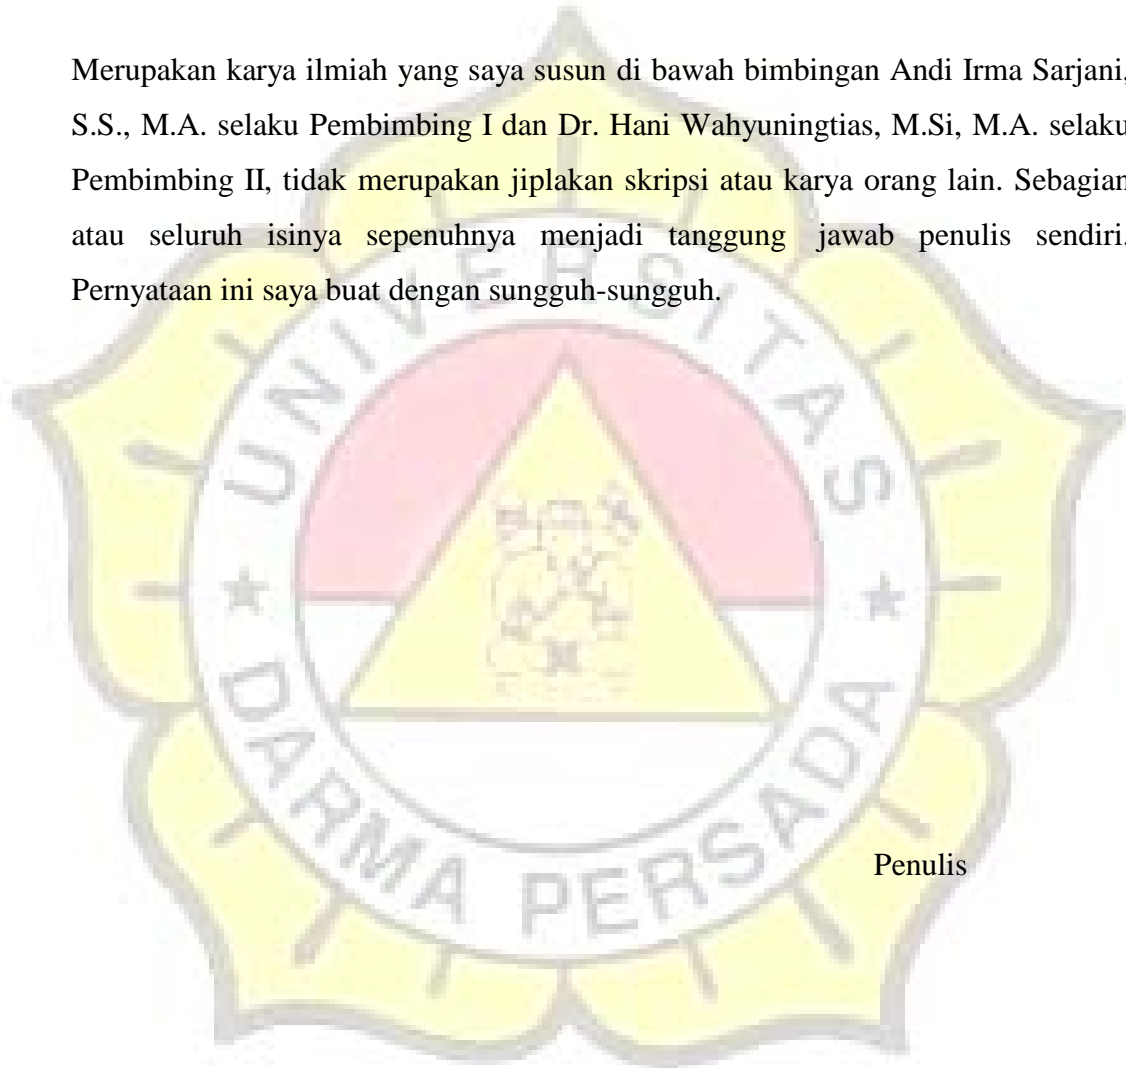 Merupakan karya ilmiah yang saya susun di bawah bimbingan Andi Irma Sarjani,
S.S., M.A. selaku Pembimbing I dan Dr. Hani Wahyuningtias, M.Si, M.A. selaku
Pembimbing II, tidak merupakan jiplakan skripsi atau karya orang lain. Sebagian
atau seluruh isinya sepenuhnya menjadi tanggung jawab penulis sendiri.
Pernyataan ini saya buat dengan sungguh-sungguh.
UNIVERSITAS
DARMA PERSADA
Penulis